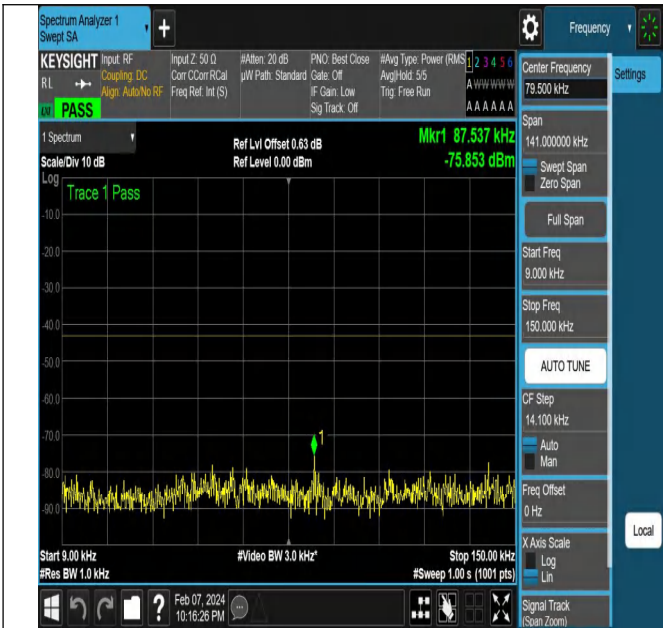 Spectrum Analyzer 1
Swept SA
+
Frequency
KEYSIGHT
R L
PASS
Input: RF
Coupling: DC
Align: Auto/No RF
Input Z: 50 Ω
Corr CCorr RCal
Freq Ref: Int (S)
#Atten: 20 dB
µW Path: Standard
PNO: Best Close
Gate: Off
IF Gain: Low
Sig Track: Off
#Avg Type: Power (RMS
Avg|Hold: 5/5
Trig: Free Run
1 2 3 4 5 6
A W W W W W
A A A A A A
1 Spectrum
Scale/Div 10 dB
Log
Ref Lvl Offset 0.63 dB
Ref Level 0.00 dBm
Mkr1 87.537 kHz
-75.853 dBm
Trace 1 Pass
-10.0
-20.0
-30.0
-40.0
-50.0
-60.0
-70.0
-80.0
-90.0
1
Start 9.00 kHz
#Res BW 1.0 kHz
#Video BW 3.0 kHz*
Stop 150.00 kHz
#Sweep 1.00 s (1001 pts)
Center Frequency
79.500 kHz
Span
141.000000 kHz
Swept Span
Zero Span
Full Span
Start Freq
9.000 kHz
Stop Freq
150.000 kHz
AUTO TUNE
CF Step
14.100 kHz
Auto
Man
Freq Offset
0 Hz
X Axis Scale
Log
Lin
Signal Track
(Span Zoom)
Settings
Local
?
Feb 07, 2024
10:16:26 PM